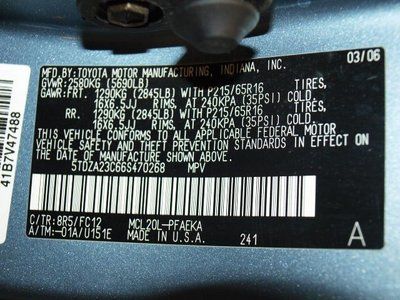 MFD. BY: TOYOTA MOTOR MANUFACTURING, INDIANA, INC. 03/06
GVWR: 2580KG (5690LB)
GAWR: FRT. 1290KG (2845LB) WITH P215/65R16 TIRES,
16X6.5JJ RIMS, AT 240KPA (35PSI) COLD
RR. 1290KG (2845LB) WITH P215/65R16 TIRES,
16X6.5JJ RIMS, AT 240KPA (35PSI) COLD
THIS VEHICLE CONFORMS TO ALL APPLICABLE FEDERAL MOTOR
VEHICLE SAFETY STANDARDS IN EFFECT ON THE DATE OF
MANUFACTURE SHOWN ABOVE.
5TDZA23C66S470268 MPV
C/TR: 8R5/FC12 MCL20L-PFAEKA
A/TM: -01A/U151E MADE IN U.S.A. 241 A
41B7V47488